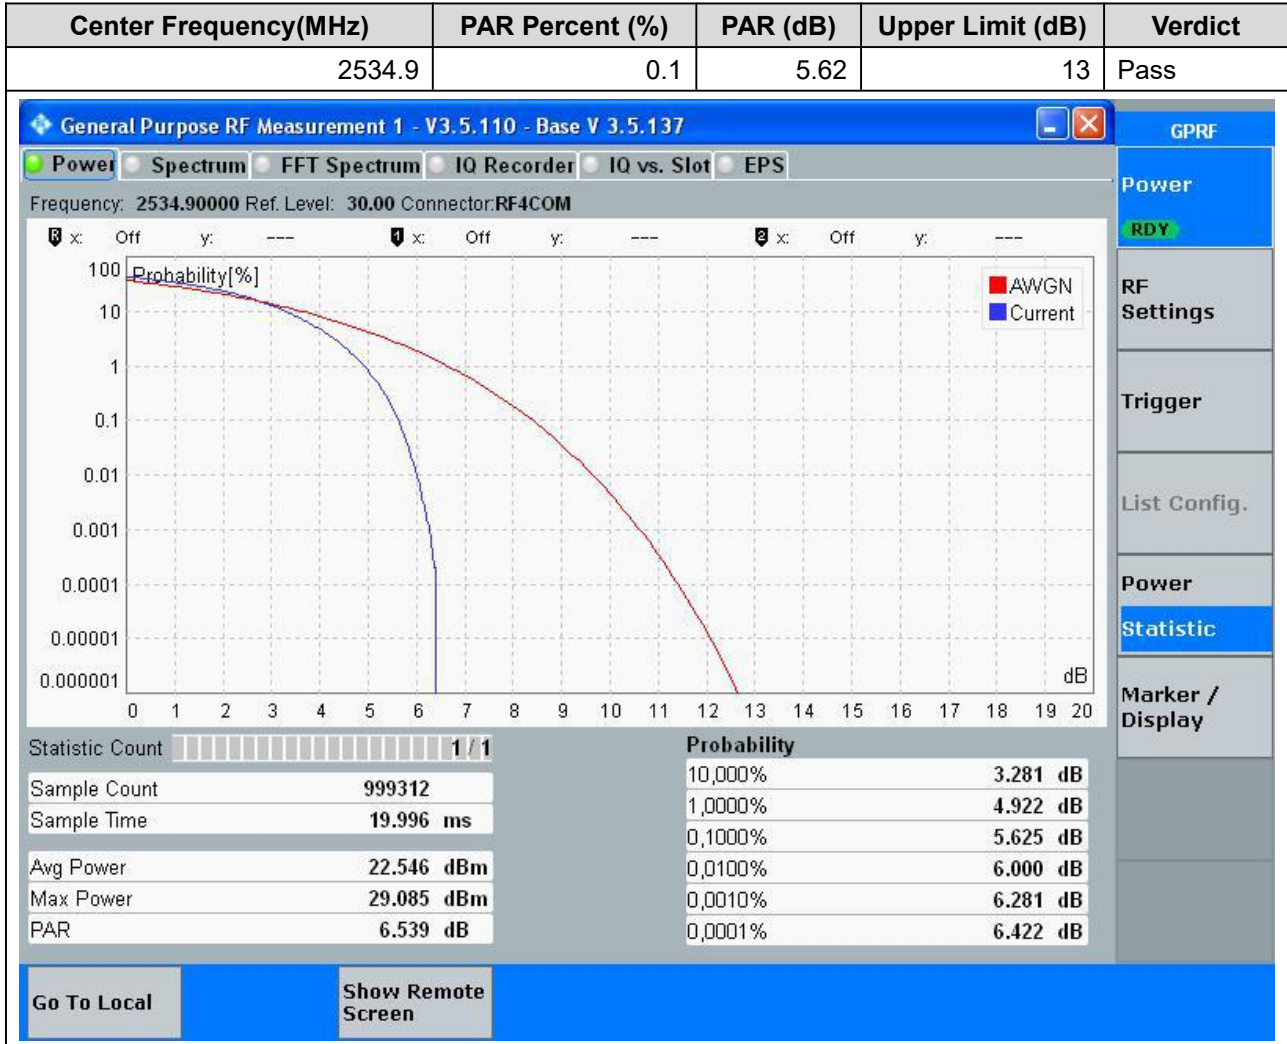 Center Frequency(MHz) PAR Percent (%) PAR (dB) Upper Limit (dB) Verdict
2534.9 0.1 5.62 13 Pass
General Purpose RF Measurement 1 - V3.5.110 - Base V 3.5.137
GPRF
Power Spectrum FFT Spectrum IQ Recorder IQ vs. Slot EPS
Power
RDY
Frequency: 2534.90000 Ref. Level: 30.00 Connector:RF4COM
R x: Off y: --- 1 x: Off y: --- 2 x: Off y: ---
Probability[%]
AWGN
Current
100
10
1
0.1
0.01
0.001
0.0001
0.00001
0.000001
dB
0 1 2 3 4 5 6 7 8 9 10 11 12 13 14 15 16 17 18 19 20
RF
Settings
Trigger
List Config.
Power
Statistic
Marker /
Display
Statistic Count 1 / 1
Sample Count 999312
Sample Time 19.996 ms
Avg Power 22.546 dBm
Max Power 29.085 dBm
PAR 6.539 dB
Probability
10,000% 3.281 dB
1,0000% 4.922 dB
0,1000% 5.625 dB
0,0100% 6.000 dB
0,0010% 6.281 dB
0,0001% 6.422 dB
Go To Local
Show Remote
Screen